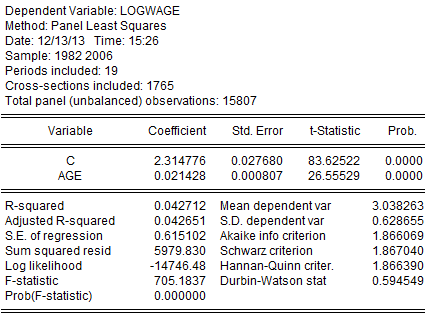 Dependent Variable: LOGWAGE
Method: Panel Least Squares
Date: 12/13/13 Time: 15:26
Sample: 1982 2006
Periods included: 19
Cross-sections included: 1765
Total panel (unbalanced) observations: 15807
Variable Coefficient Std. Error t-Statistic Prob.
C 2.314776 0.027680 83.62522 0.0000
AGE 0.021428 0.000807 26.55529 0.0000
R-squared 0.042712 Mean dependent var 3.038263
Adjusted R-squared 0.042651 S.D. dependent var 0.628655
S.E. of regression 0.615102 Akaike info criterion 1.866069
Sum squared resid 5979.830 Schwarz criterion 1.867040
Log likelihood -14746.48 Hannan-Quinn criter. 1.866390
F-statistic 705.1837 Durbin-Watson stat 0.594549
Prob(F-statistic) 0.000000